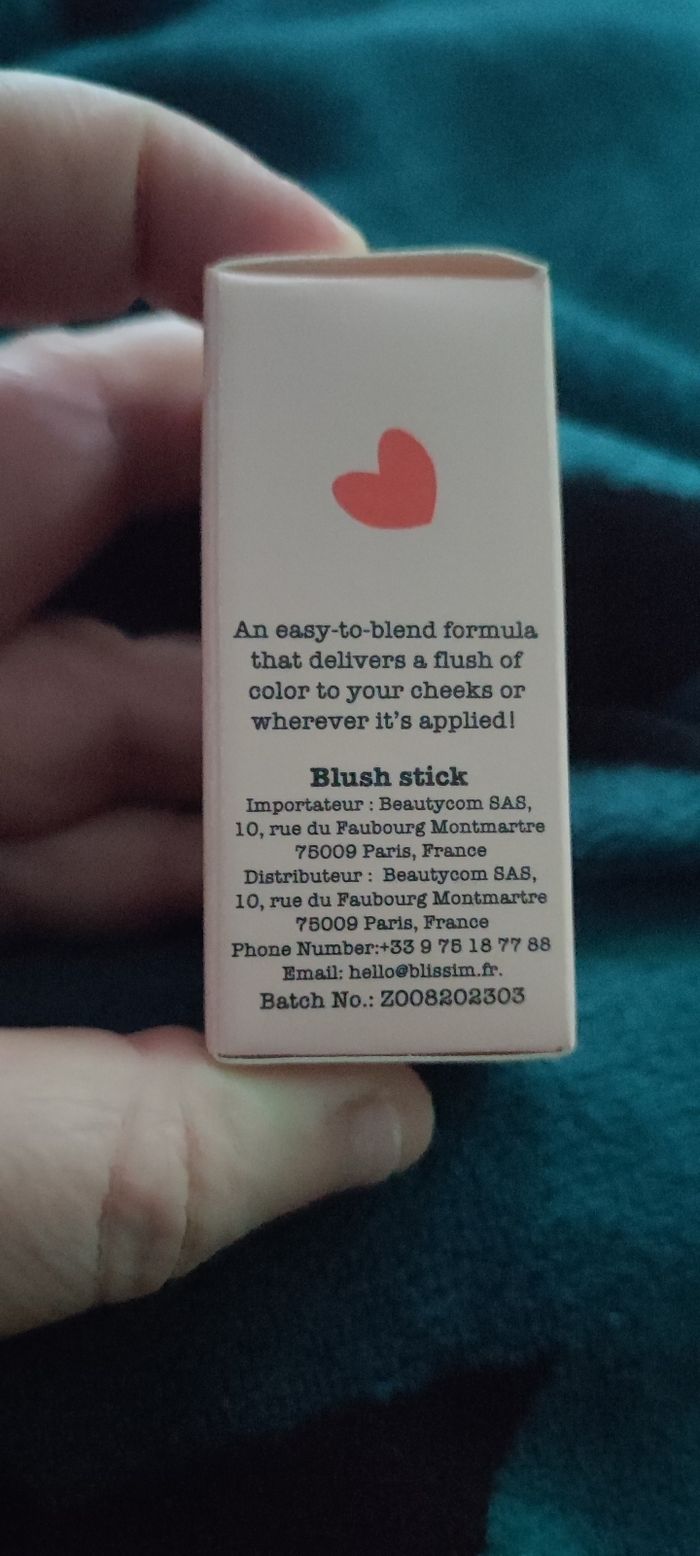 An easy-to-blend formula
that delivers a flush of
color to your cheeks or
wherever it's applied!
Blush stick
Importateur : Beautycom SAS,
10, rue du Faubourg Montmartre
75009 Paris, France
Distributeur : Beautycom SAS,
10, rue du Faubourg Montmartre
75009 Paris, France
Phone Number:+33 9 75 18 77 88
Email: hello@blissim.fr.
Batch No.: Z008202303